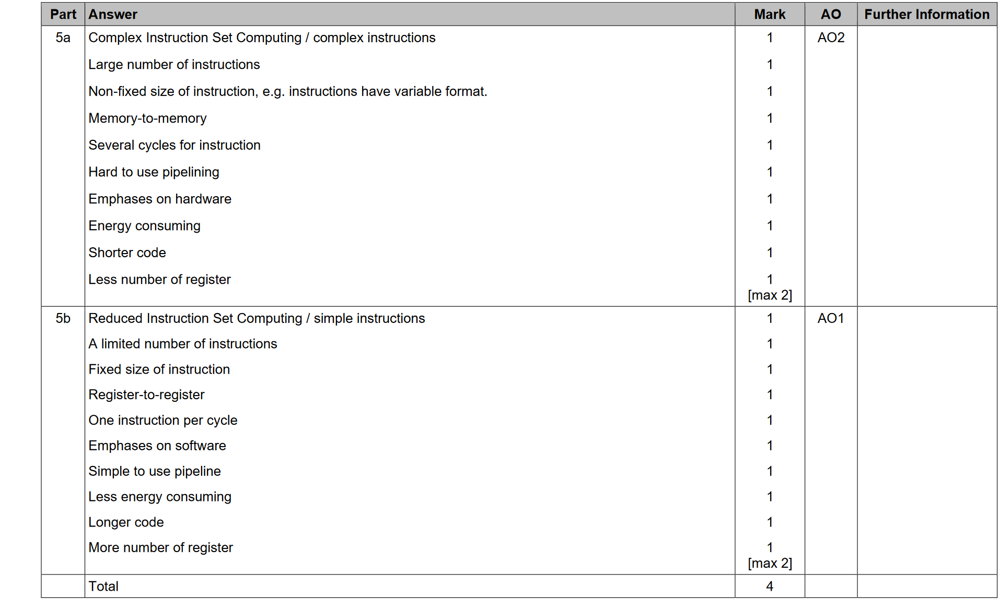 Part Answer Mark AO Further Information
5a Complex Instruction Set Computing / complex instructions 1 AO2
Large number of instructions 1
Non-fixed size of instruction, e.g. instructions have variable format. 1
Memory-to-memory 1
Several cycles for instruction 1
Hard to use pipelining 1
Emphases on hardware 1
Energy consuming 1
Shorter code 1
Less number of register 1
[max 2]
5b Reduced Instruction Set Computing / simple instructions 1 AO1
A limited number of instructions 1
Fixed size of instruction 1
Register-to-register 1
One instruction per cycle 1
Emphases on software 1
Simple to use pipeline 1
Less energy consuming 1
Longer code 1
More number of register 1
[max 2]
Total 4